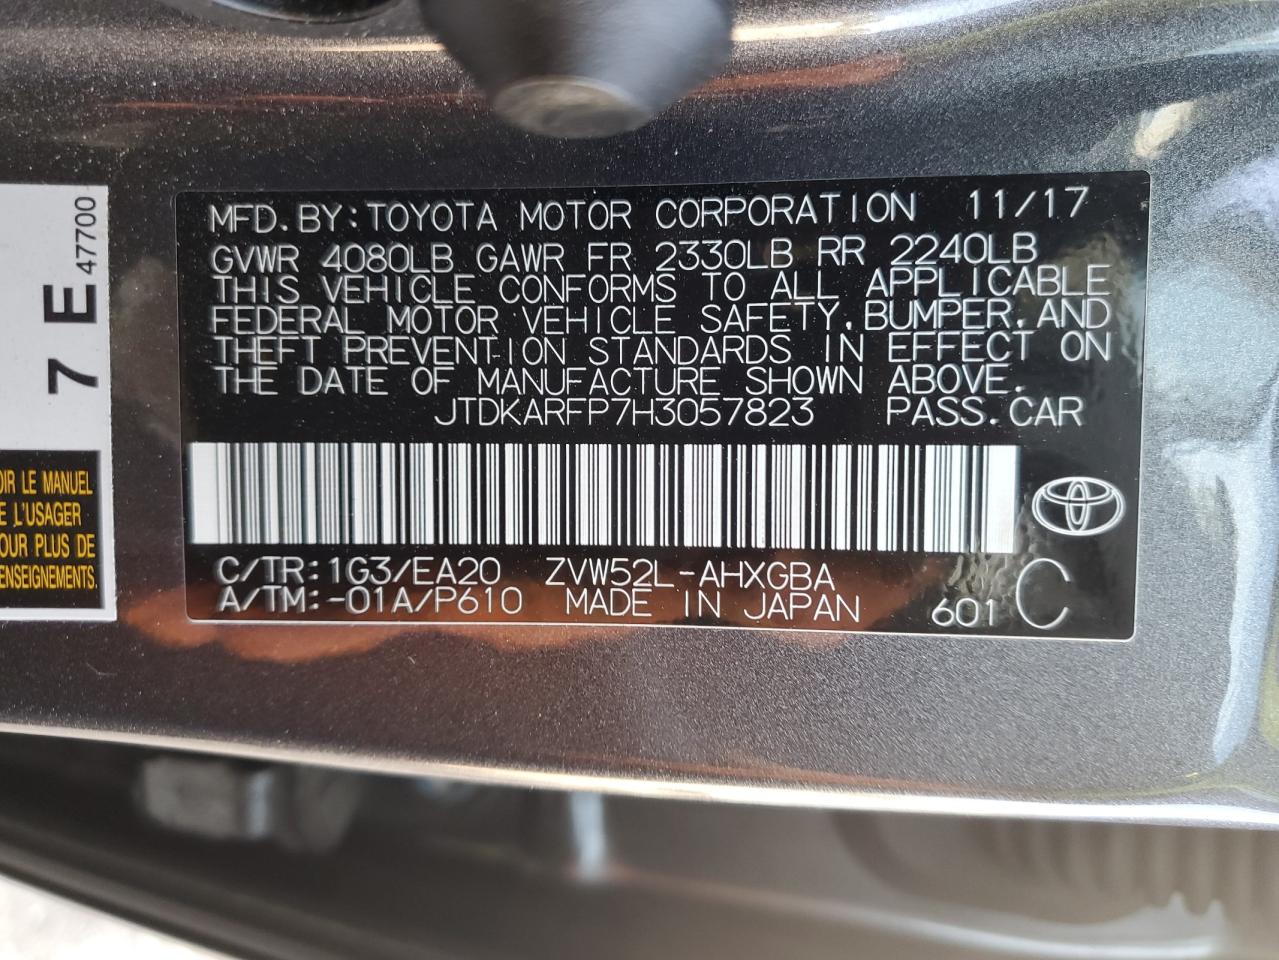 MFD.BY:TOYOTA MOTOR CORPORATION 11/17
GVWR 4080LB GAWR FR 2330LB RR 2240LB
THIS VEHICLE CONFORMS TO ALL APPLICABLE
FEDERAL MOTOR VEHICLE SAFETY,BUMPER,AND
THEFT PREVENTION STANDARDS IN EFFECT ON
THE DATE OF MANUFACTURE SHOWN ABOVE.
JTDKARFP7H3057823 PASS.CAR
C/TR:1G3/EA20 ZVW52L-AHXGBA
A/TM:-01A/P610 MADE IN JAPAN 601 C
7 E 47700
OIR LE MANUEL
E L'USAGER
OUR PLUS DE
ENSEIGNEMENTS.